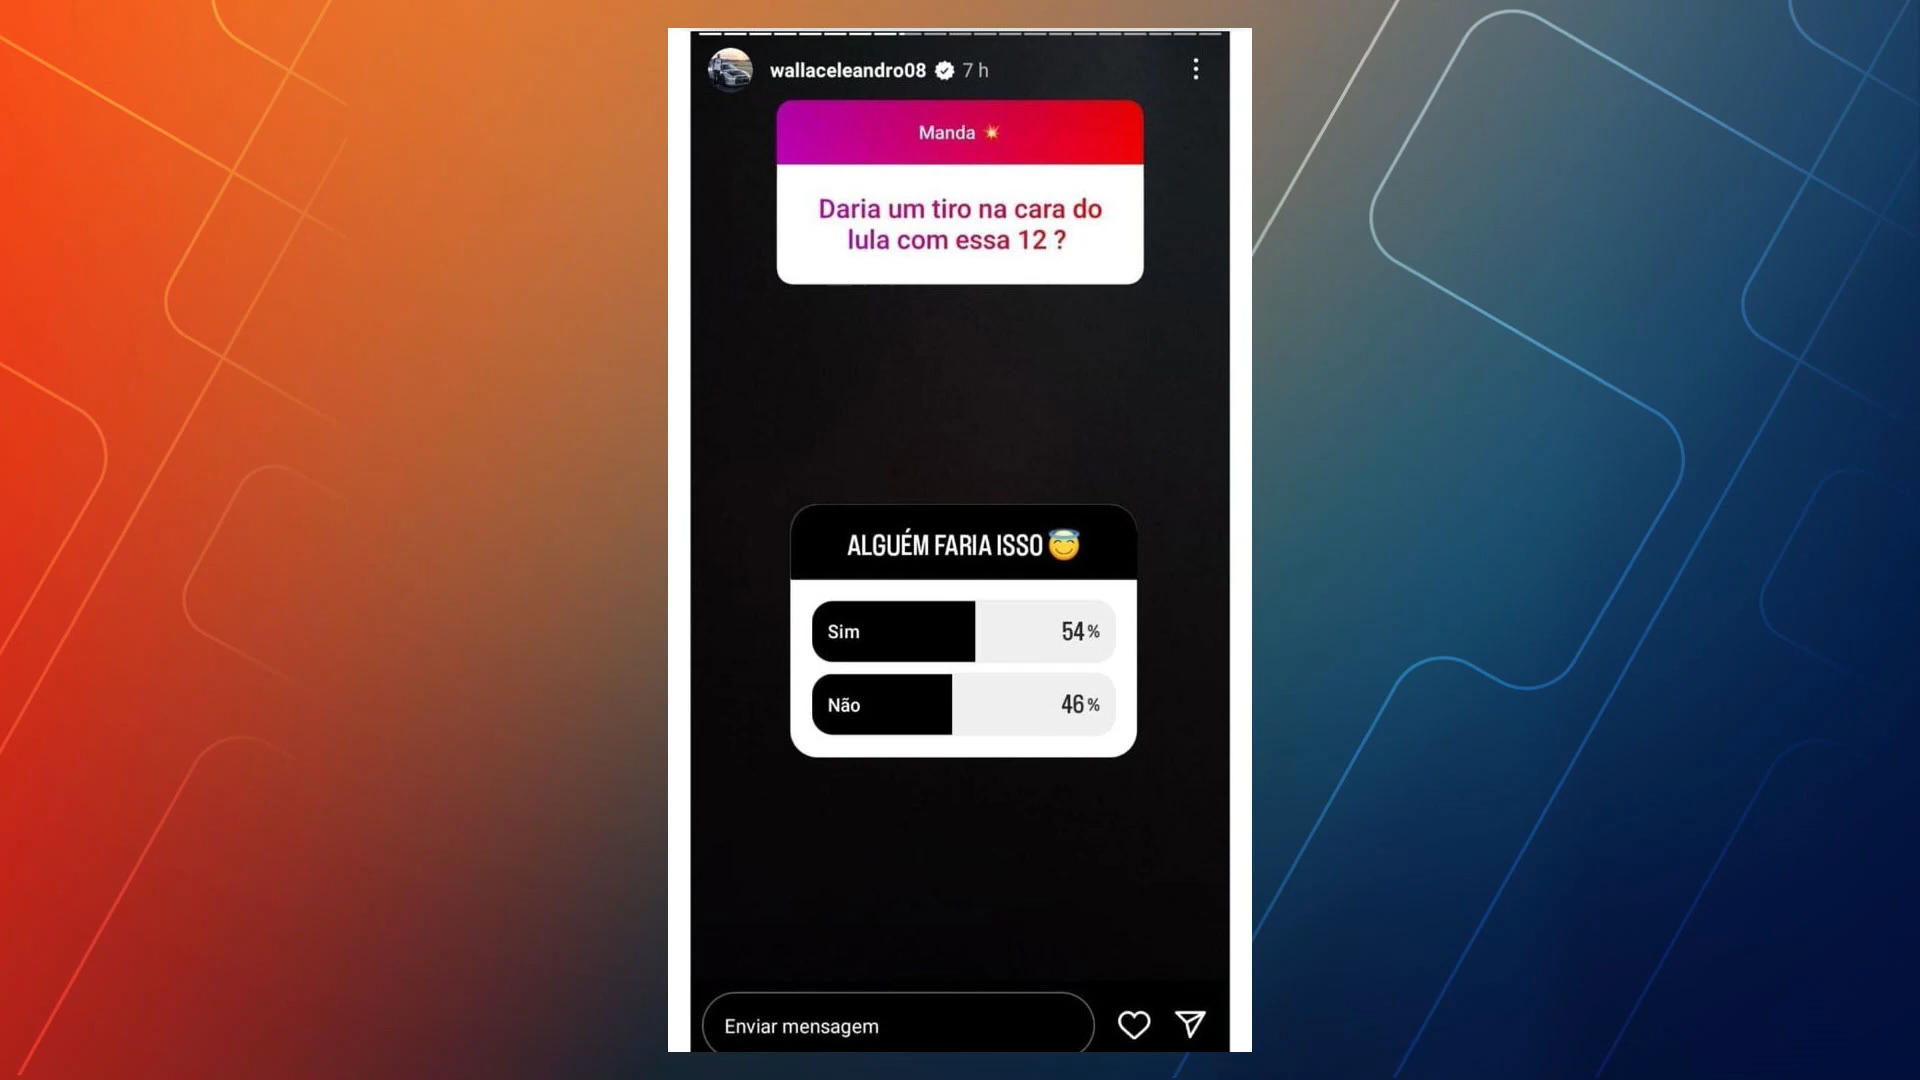 wallaceleandro08 7 h
Manda 💥
Daria um tiro na cara do
lula com essa 12 ?
ALGUÉM FARIA ISSO 😇
Sim 54%
Não 46%
Enviar mensagem